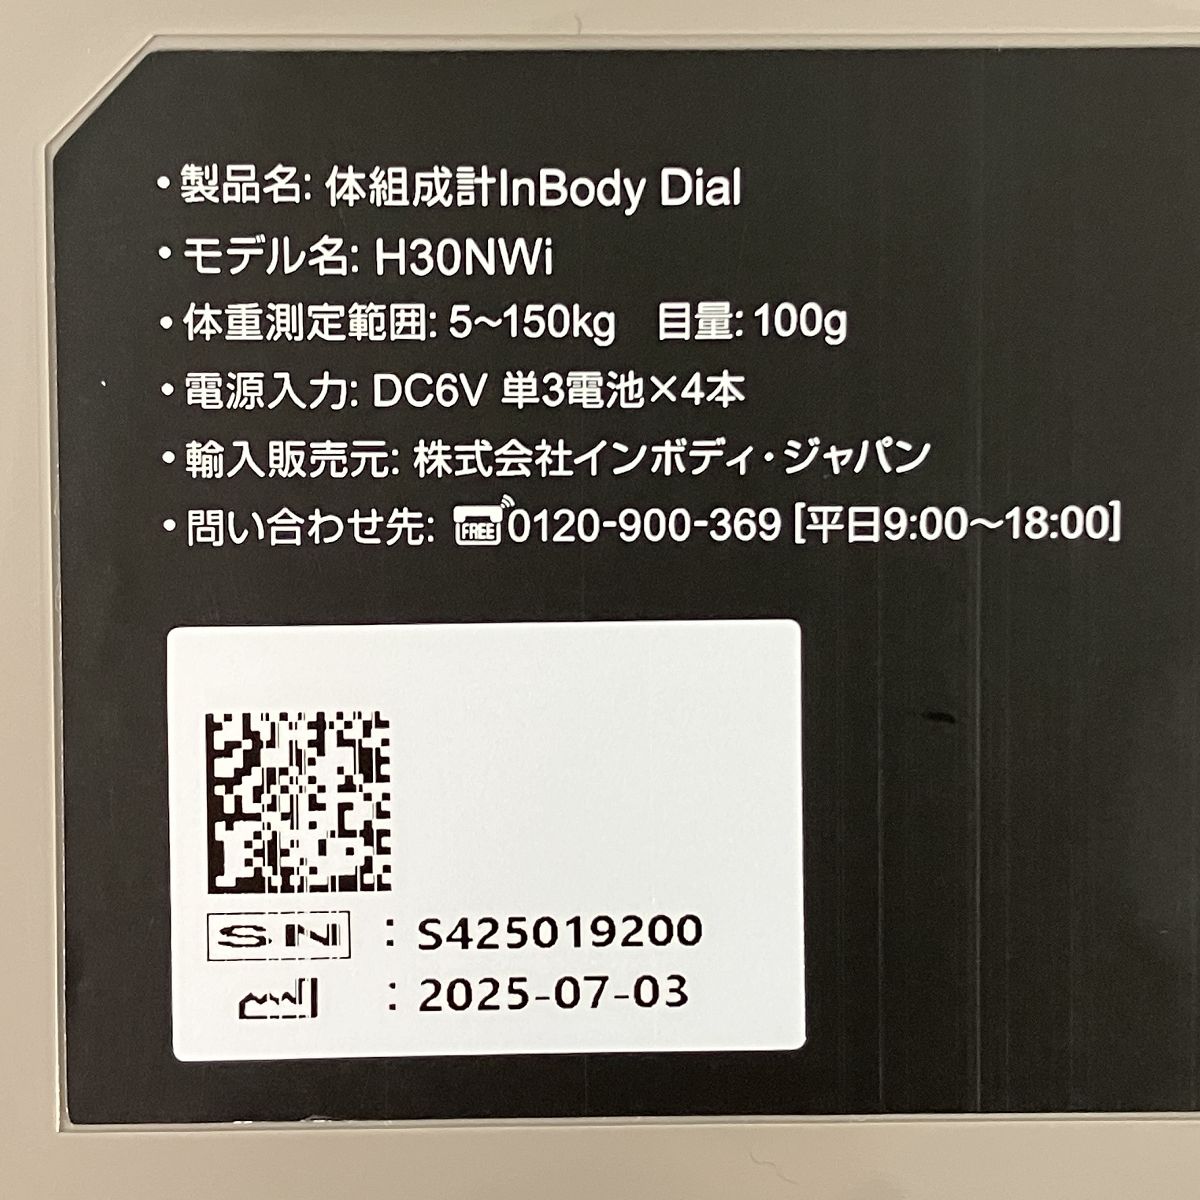 ・製品名: 体組成計InBody Dial
・モデル名: H30NWi
・体重測定範囲: 5~150kg 目量: 100g
・電源入力: DC6V 単3電池×4本
・輸入販売元: 株式会社インボディ・ジャパン
・問い合わせ先: FREE 0120-900-369 [平日9:00～18:00]
SN : S425019200
: 2025-07-03